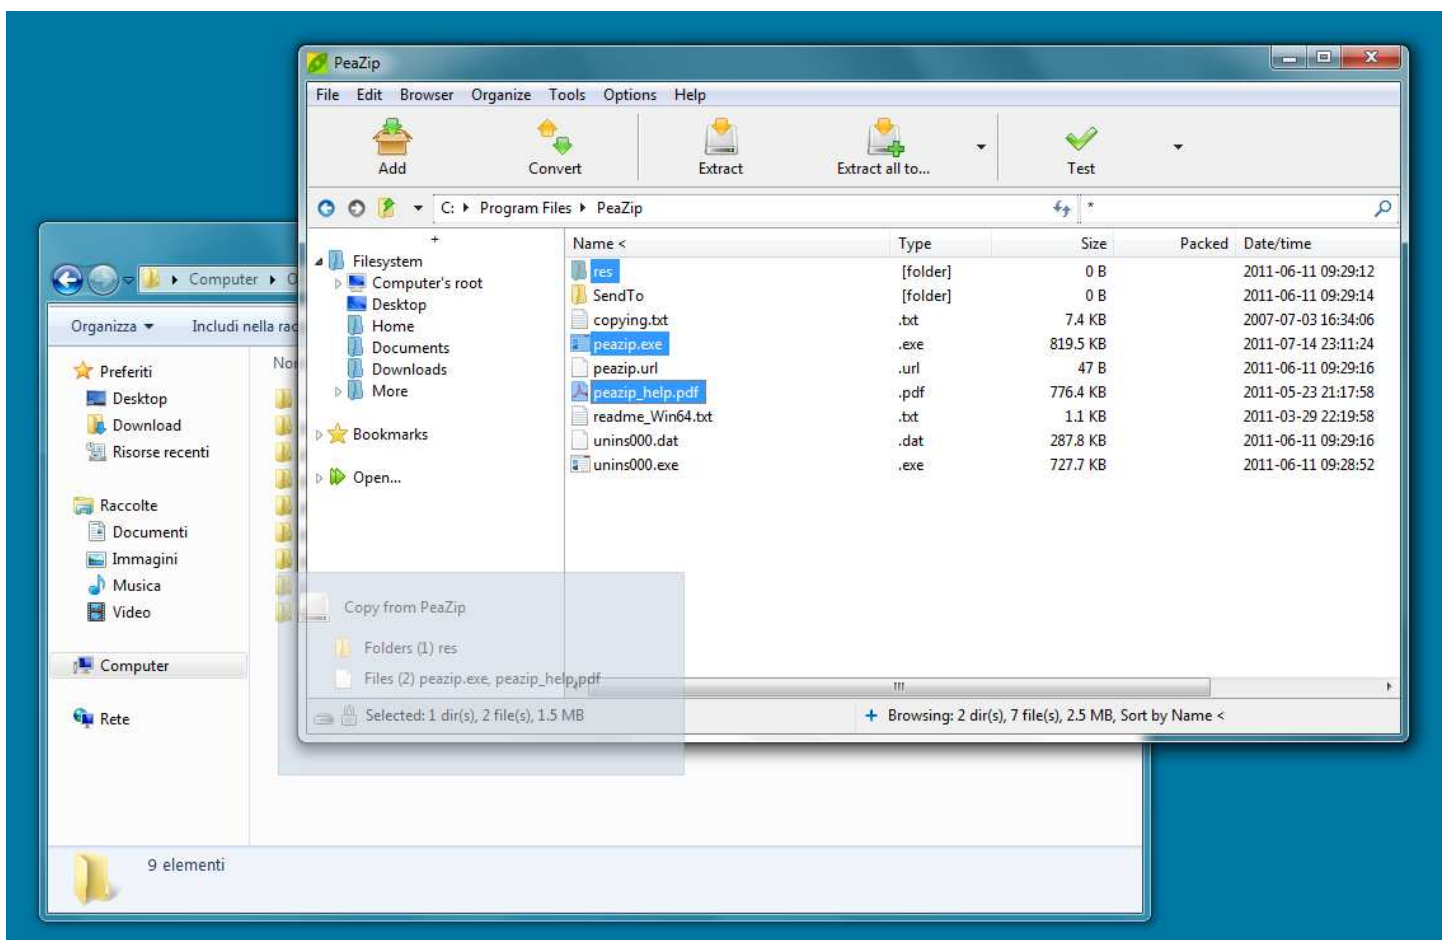 PeaZip
File Edit Browser Organize Tools Options Help
Add Convert Extract Extract all to... Test
C: Program Files PeaZip *
Name < Type Size Packed Date/time
res [folder] 0 B 2011-06-11 09:29:12
SendTo [folder] 0 B 2011-06-11 09:29:14
copying.txt .txt 7.4 KB 2007-07-03 16:34:06
peazip.exe .exe 819.5 KB 2011-07-14 23:11:24
peazip.url .url 47 B 2011-06-11 09:29:16
peazip_help.pdf .pdf 776.4 KB 2011-05-23 21:17:58
readme_Win64.txt .txt 1.1 KB 2011-03-29 22:19:58
unins000.dat .dat 287.8 KB 2011-06-11 09:29:16
unins000.exe .exe 727.7 KB 2011-06-11 09:28:52
+
Filesystem
Computer's root
Desktop
Home
Documents
Downloads
More
Bookmarks
Open...
Copy from PeaZip
Folders (1) res
Files (2) peazip.exe, peazip_help.pdf
Selected: 1 dir(s), 2 file(s), 1.5 MB
+ Browsing: 2 dir(s), 7 file(s), 2.5 MB, Sort by Name <
Computer
Organizza Includi nella
Preferiti
Desktop
Download
Risorse recenti
Raccolte
Documenti
Immagini
Musica
Video
Computer
Rete
9 elementi